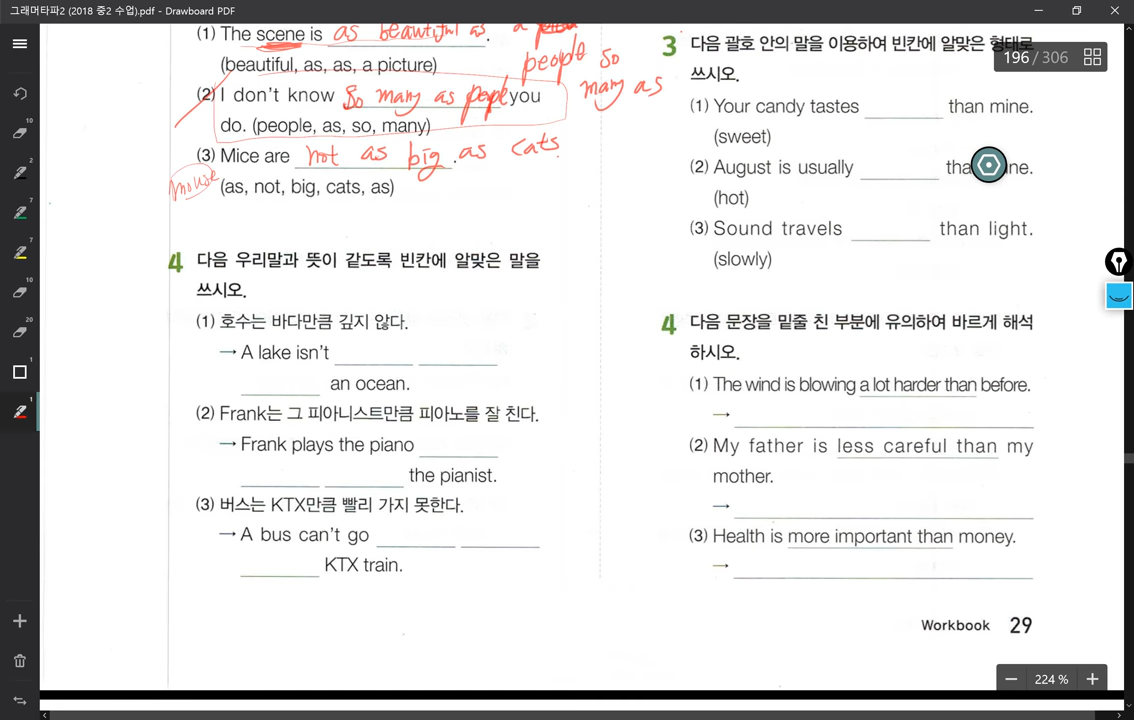 그래머타파2 (2018 중2 수업).pdf - Drawboard PDF
196 / 306
(1) The scene is as beautiful as . a
(beautiful, as, as, a picture)
people so
many as
(2) I don't know so many as people you
do. (people, as, so, many)
(3) Mice are not as big . as cats.
mouse
(as, not, big, cats, as)
4 다음 우리말과 뜻이 같도록 빈칸에 알맞은 말을
쓰시오.
(1) 호수는 바다만큼 깊지 않다.
→ A lake isn't
an ocean.
(2) Frank는 그 피아니스트만큼 피아노를 잘 친다.
→ Frank plays the piano
the pianist.
(3) 버스는 KTX만큼 빨리 가지 못한다.
→ A bus can't go
KTX train.
3 다음 괄호 안의 말을 이용하여 빈칸에 알맞은 형태로
쓰시오.
(1) Your candy tastes than mine.
(sweet)
(2) August is usually
(hot)
(3) Sound travels than light.
(slowly)
4 다음 문장을 밑줄 친 부분에 유의하여 바르게 해석
하시오.
(1) The wind is blowing a lot harder than before.
→
(2) My father is less careful than my
mother.
→
(3) Health is more important than money.
→
Workbook 29
224 %
10
2
7
7
10
20
1
1